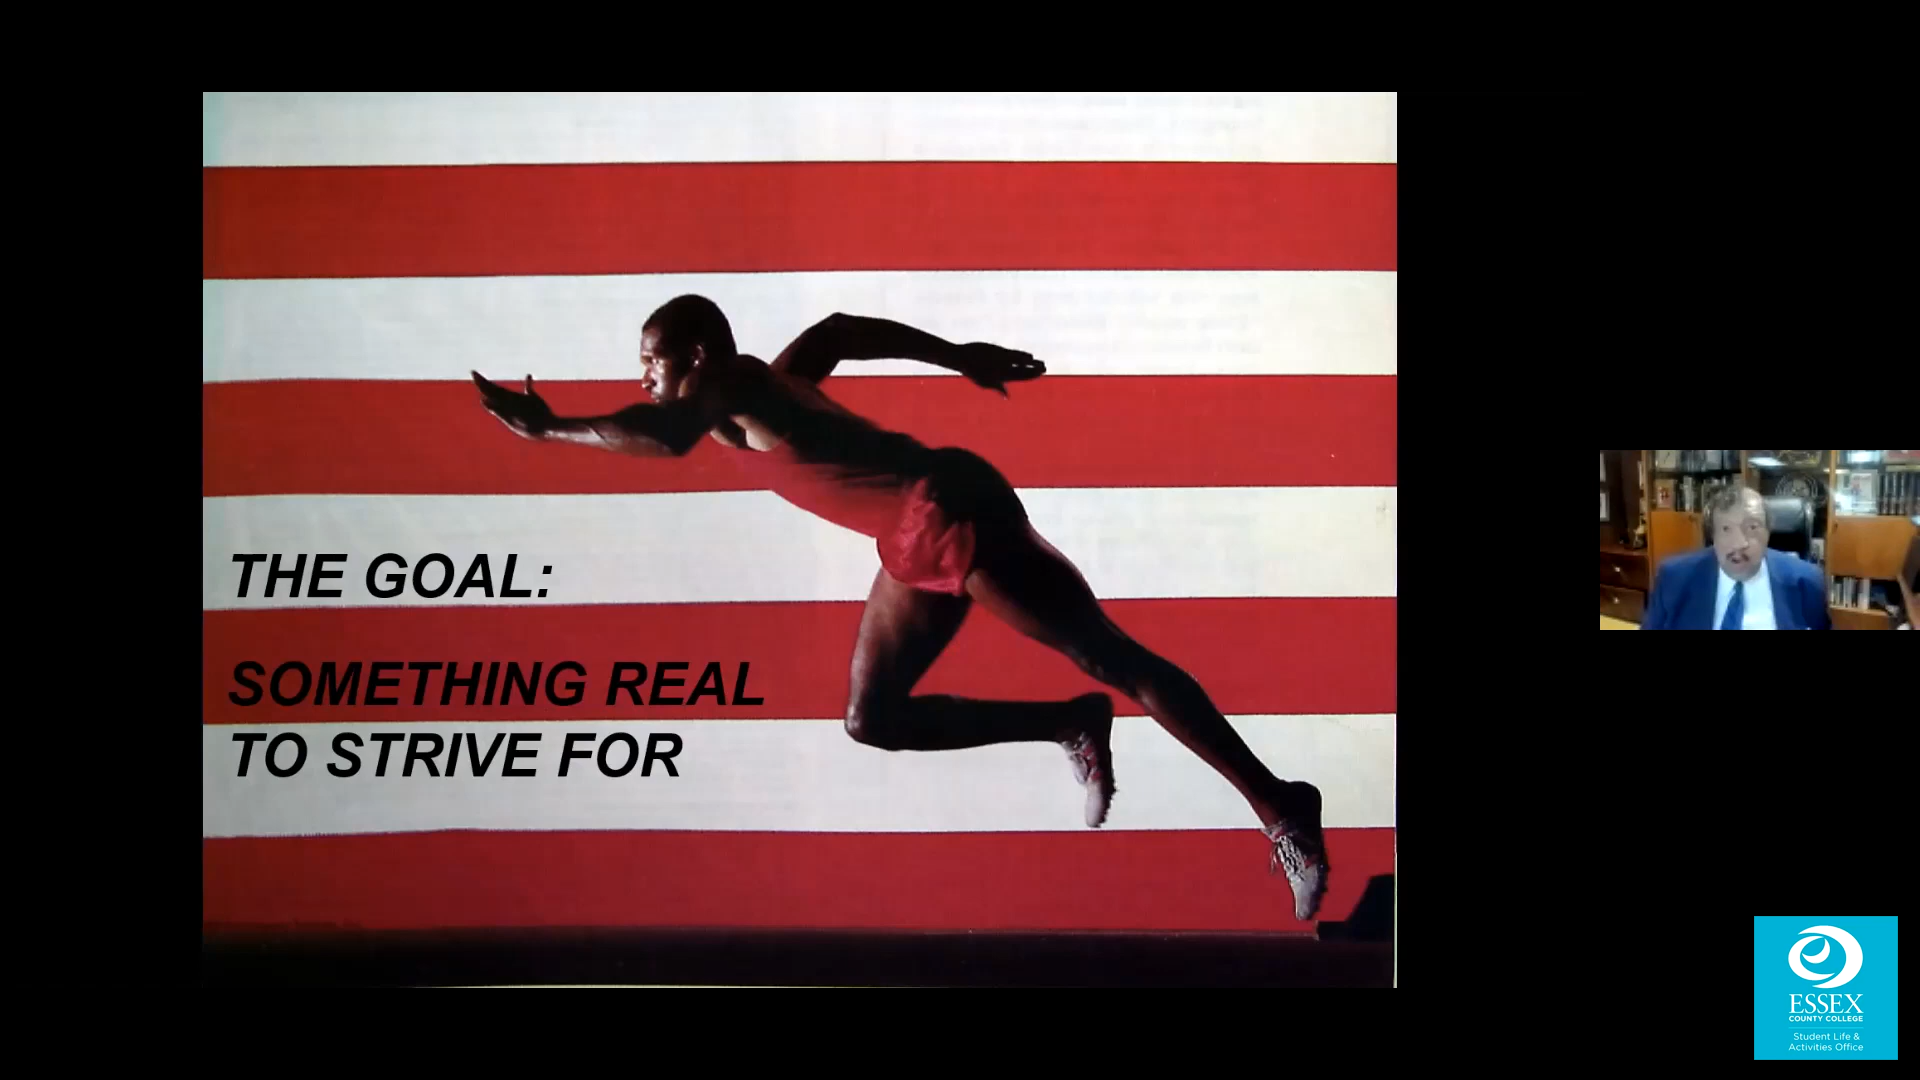 THE GOAL:
SOMETHING REAL
TO STRIVE FOR
ESSEX
COUNTY COLLEGE
Student Life &
Activities Office